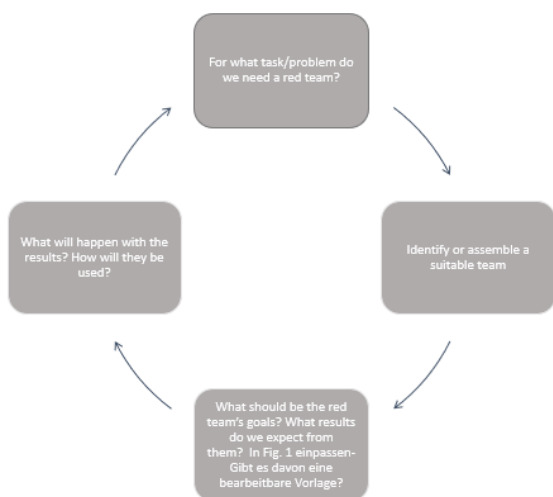 For what task/problem do
we need a red team?
What will happen with the
results? How will they be
used?
Identify or assemble a
suitable team
What should be the red
team's goals? What results
do we expect from
them?  In Fig. 1 einpassen-
Gibt es davon eine
bearbeitbare Vorlage?